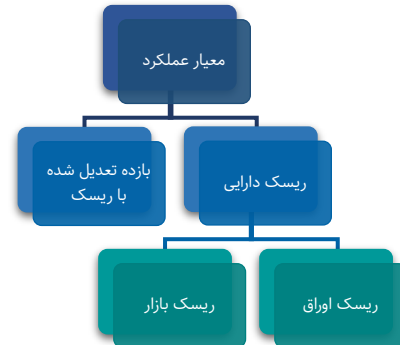 معیار عملکرد
ریسک دارایی
بازده تعدیل شده
با ریسک
ریسک اوراق
ریسک بازار